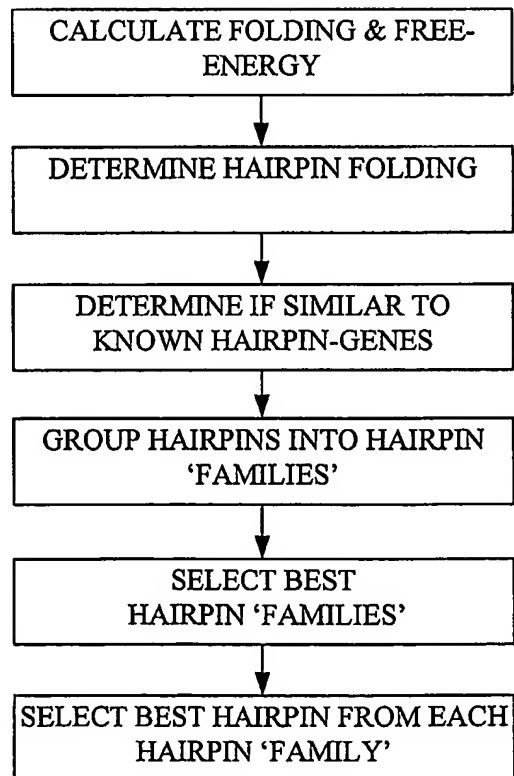 CALCULATE FOLDING & FREE-
ENERGY
DETERMINE HAIRPIN FOLDING
DETERMINE IF SIMILAR TO
KNOWN HAIRPIN-GENES
GROUP HAIRPINS INTO HAIRPIN
‘FAMILIES’
SELECT BEST
HAIRPIN ‘FAMILIES’
SELECT BEST HAIRPIN FROM EACH
HAIRPIN ‘FAMILY’